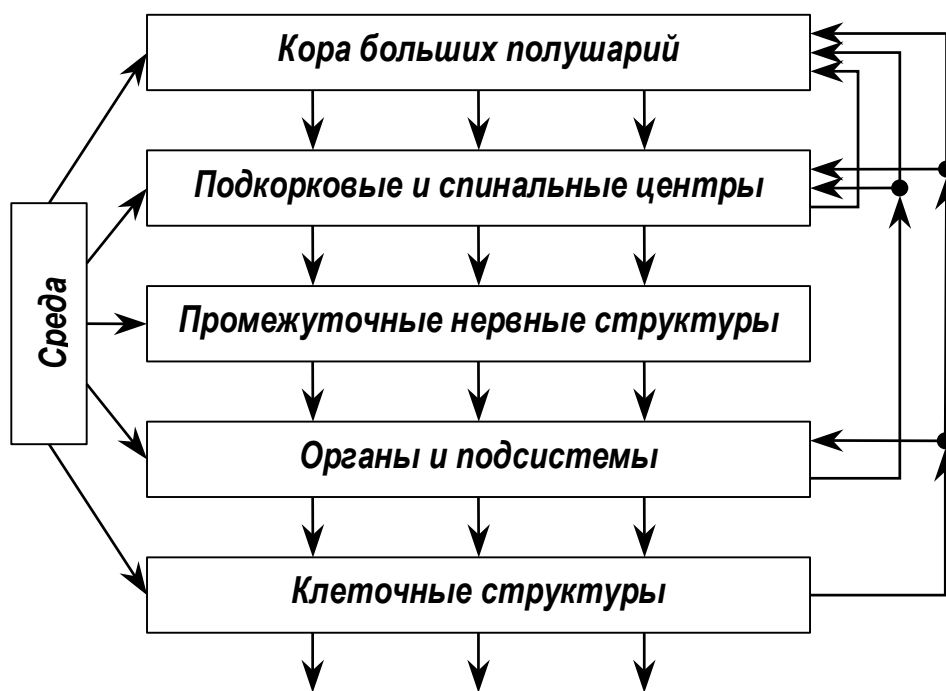 Кора больших полушарий
Подкорковые и спинальные центры
Среда
Промежуточные нервные структуры
Органы и подсистемы
Клеточные структуры